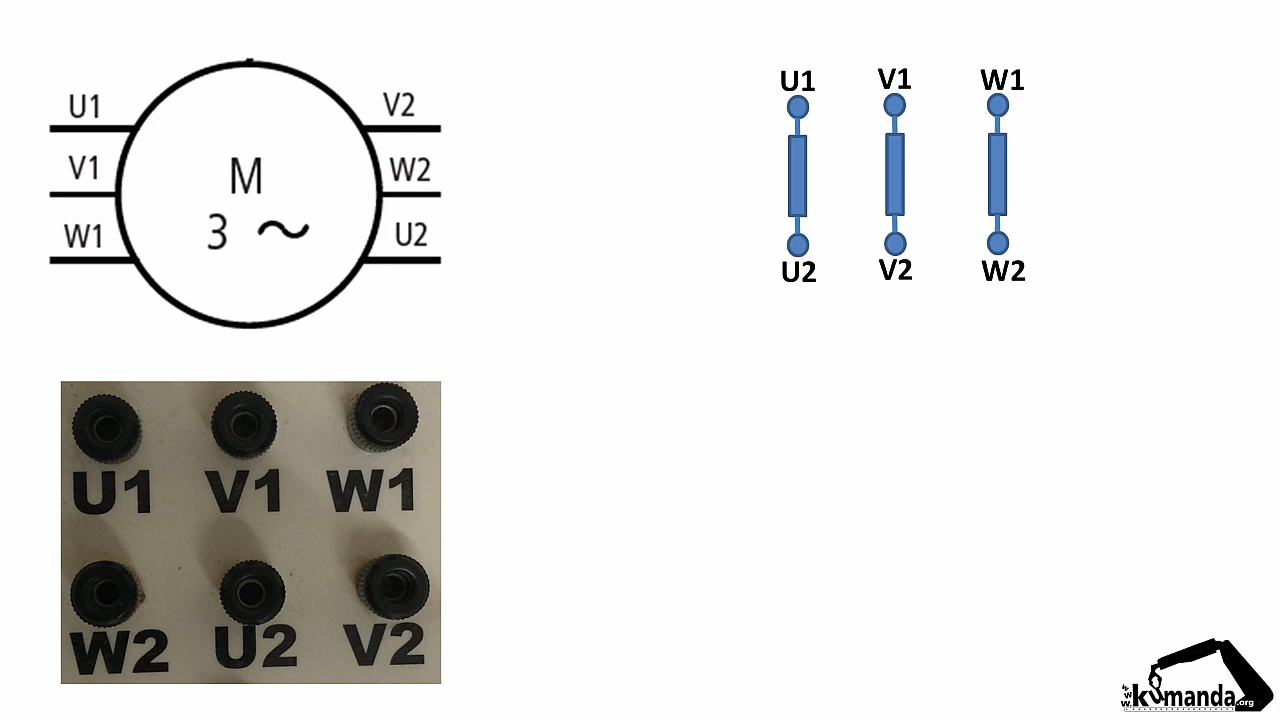 U1
V1
W1
M
3 ~
V2
W2
U2
U1 V1 W1
U2 V2 W2
U1 V1 W1
W2 U2 V2
www.kumanda.org